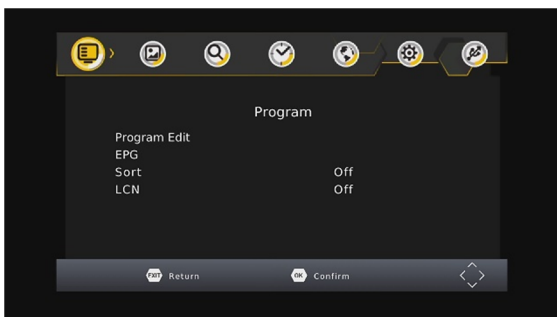 Program
Program Edit
EPG
Sort Off
LCN Off
EXIT Return OK Confirm